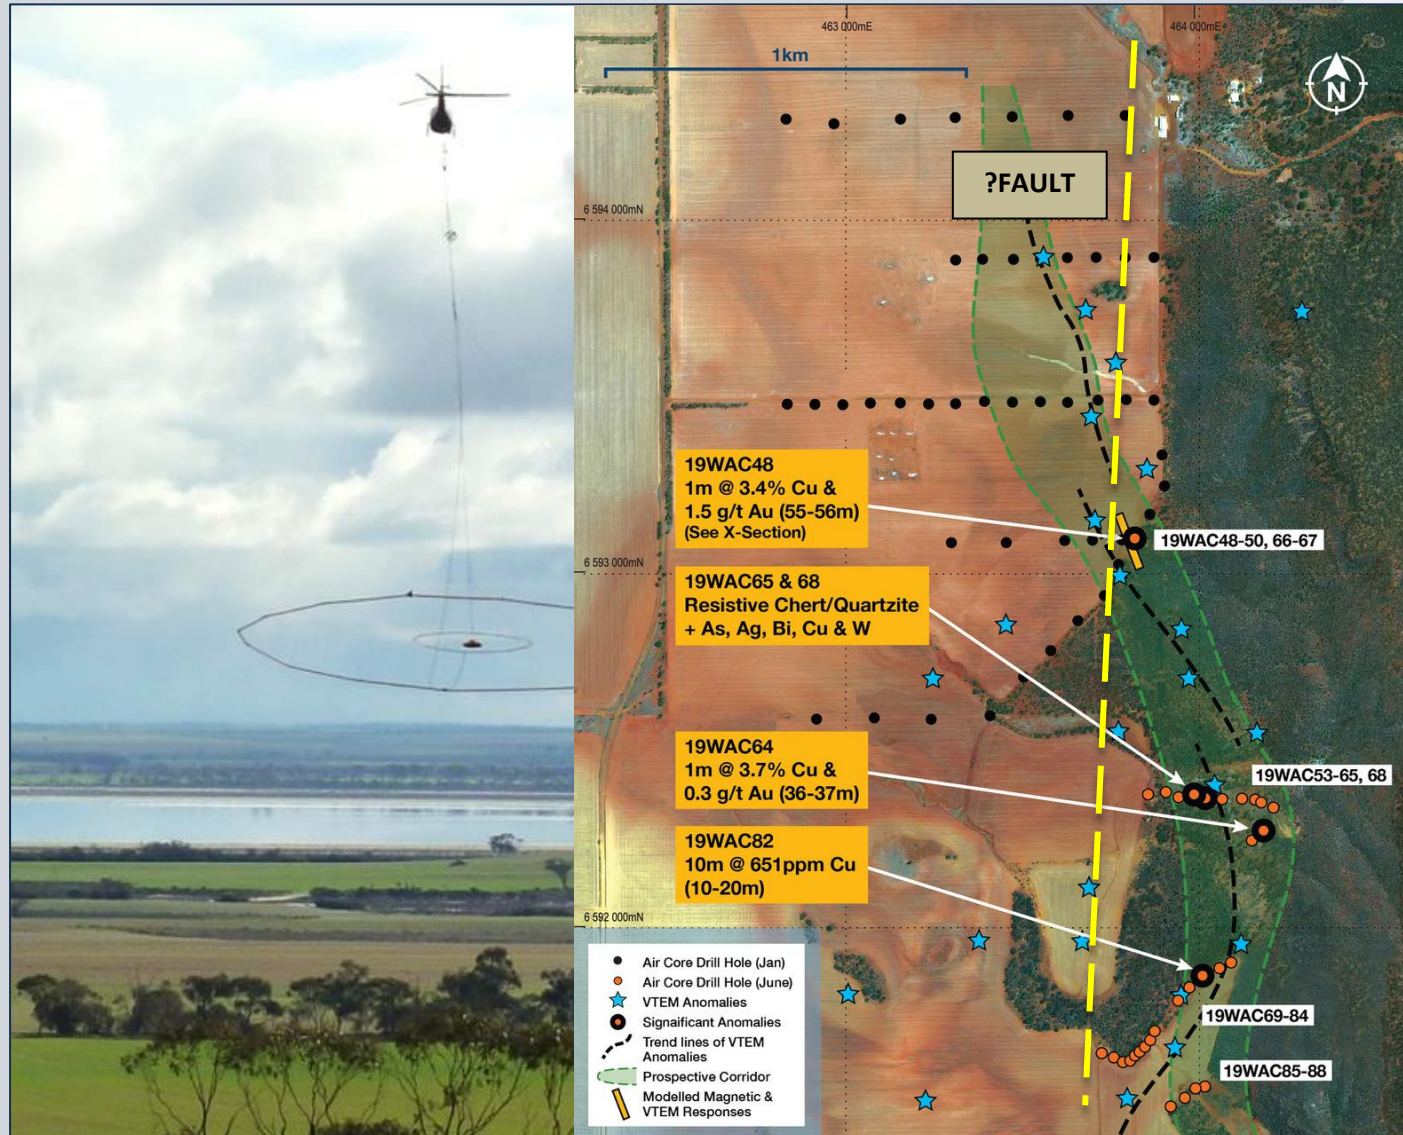 463 000mE
464 000mE
1km
N
?FAULT
6 594 000mN
19WAC48
1m @ 3.4% Cu &
1.5 g/t Au (55-56m)
(See X-Section)
19WAC48-50, 66-67
6 593 000mN
19WAC65 & 68
Resistive Chert/Quartzite
+ As, Ag, Bi, Cu & W
19WAC64
1m @ 3.7% Cu &
0.3 g/t Au (36-37m)
19WAC53-65, 68
19WAC82
10m @ 651ppm Cu
(10-20m)
6 592 000mN
Air Core Drill Hole (Jan)
Air Core Drill Hole (June)
VTEM Anomalies
Signaificant Anomalies
Trend lines of VTEM
Anomalies
Prospective Corridor
Modelled Magnetic &
VTEM Responses
19WAC69-84
19WAC85-88